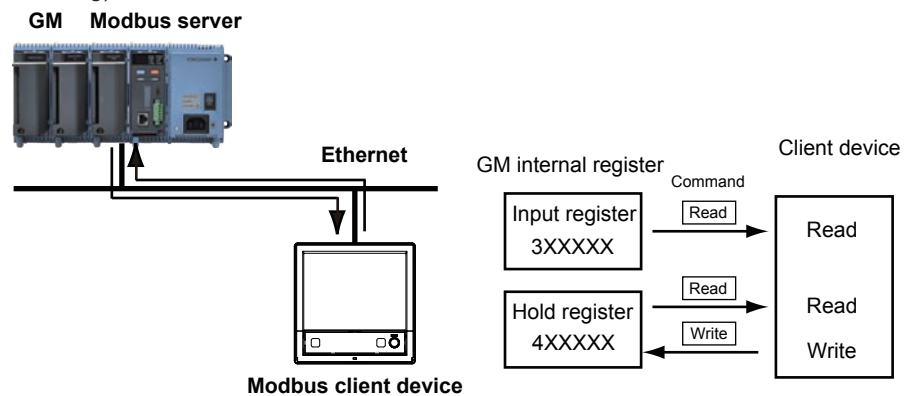 GM Modbus server
YOKOGAWA
Ethernet
Modbus client device
GM internal register
Client device
Command
Input register
3XXXXX
Read
Read
Hold register
4XXXXX
Read
Write
Read
Write